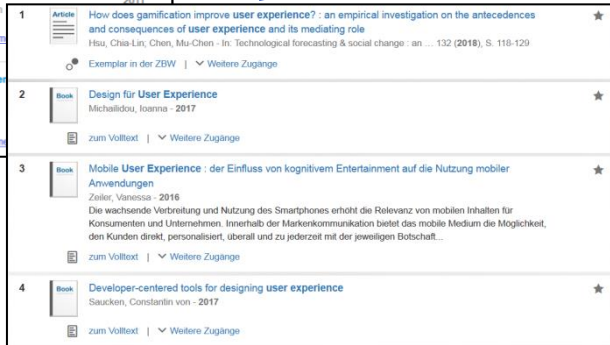 1
Article
How does gamification improve user experience? : an empirical investigation on the antecedences
and consequences of user experience and its mediating role
Hsu, Chia-Lin; Chen, Mu-Chen - In: Technological forecasting & social change : an ... 132 (2018), S. 118-129
Exemplar in der ZBW | Weitere Zugänge
2
Book
Design für User Experience
Michailidou, Ioanna - 2017
zum Volltext | Weitere Zugänge
3
Book
Mobile User Experience : der Einfluss von kognitivem Entertainment auf die Nutzung mobiler
Anwendungen
Zeiler, Vanessa - 2016
Die wachsende Verbreitung und Nutzung des Smartphones erhöht die Relevanz von mobilen Inhalten für
Konsumenten und Unternehmen. Innerhalb der Markenkommunikation bietet das mobile Medium die Möglichkeit,
den Kunden direkt, personalisiert, überall und zu jederzeit mit der jeweiligen Botschaft...
zum Volltext | Weitere Zugänge
4
Book
Developer-centered tools for designing user experience
Saucken, Constantin von - 2017
zum Volltext | Weitere Zugänge